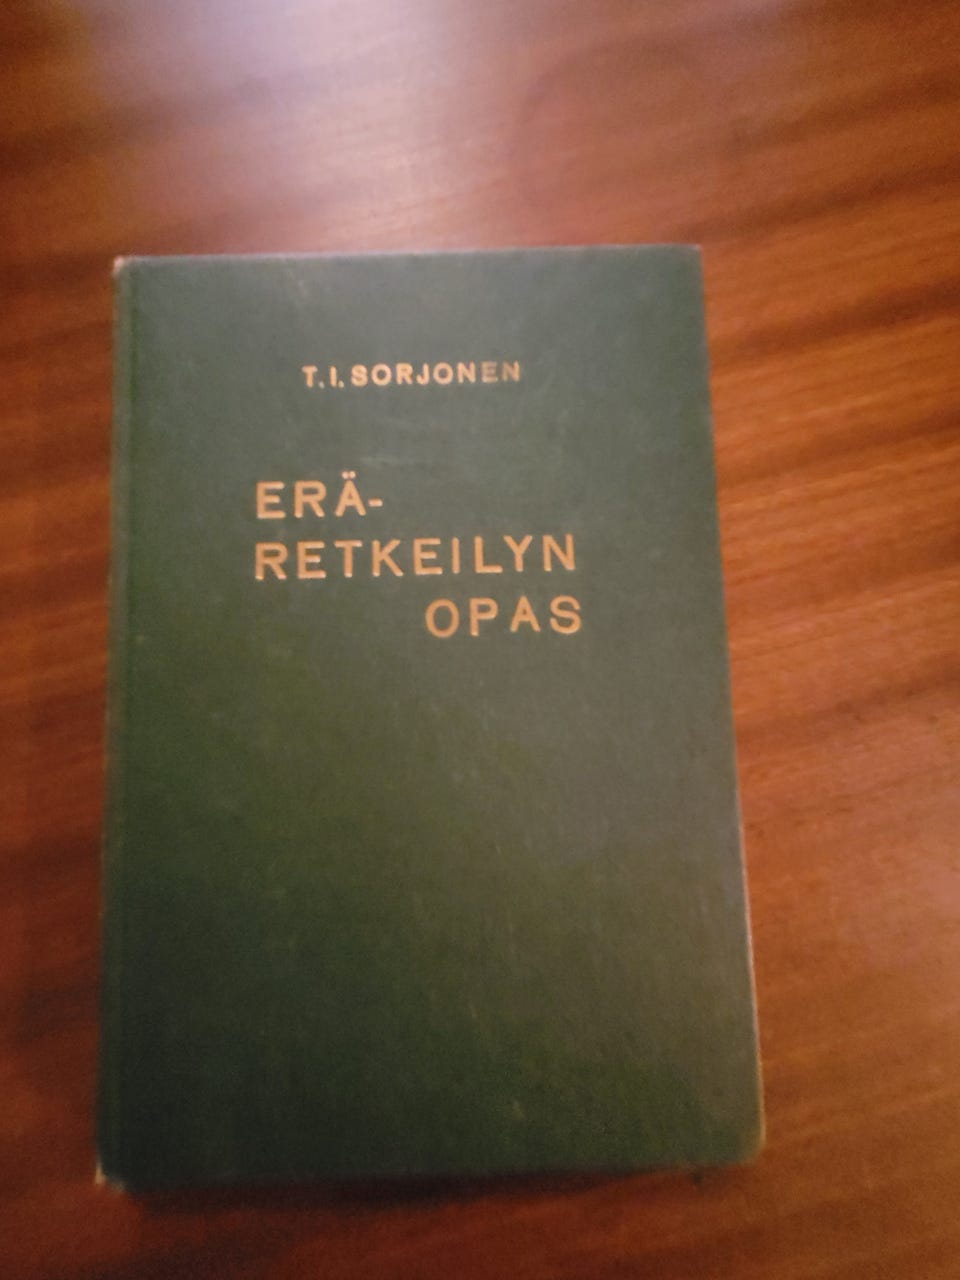 T. I. SORJONEN
ERÄ-
RETKEILYN
OPAS